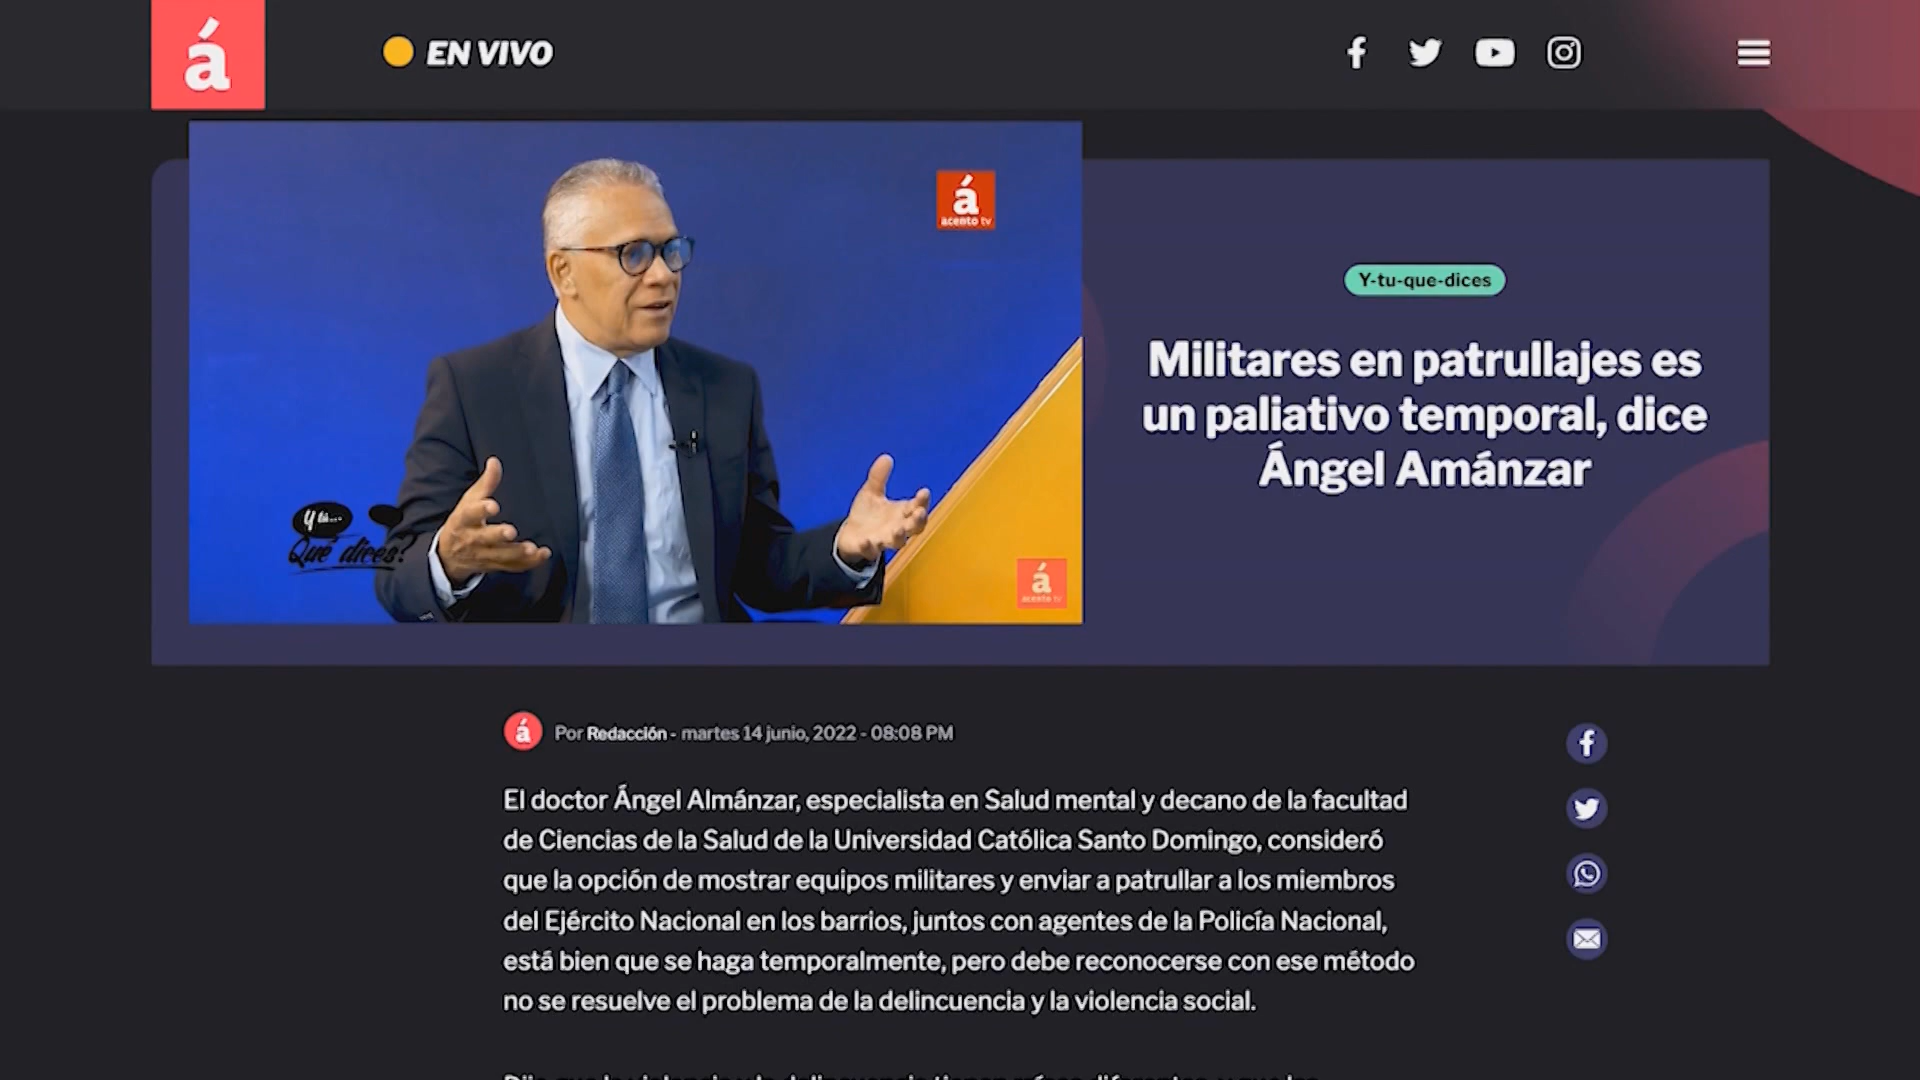 á
EN VIVO
á
acento tv
Y tú...
Qué dices?
á
acento tv
Y-tu-que-dices
Militares en patrullajes es
un paliativo temporal, dice
Ángel Amánzar
á
Por Redacción - martes 14 junio, 2022 - 08:08 PM
El doctor Ángel Almánzar, especialista en Salud mental y decano de la facultad
de Ciencias de la Salud de la Universidad Católica Santo Domingo, consideró
que la opción de mostrar equipos militares y enviar a patrullar a los miembros
del Ejército Nacional en los barrios, juntos con agentes de la Policía Nacional,
está bien que se haga temporalmente, pero debe reconocerse con ese método
no se resuelve el problema de la delincuencia y la violencia social.